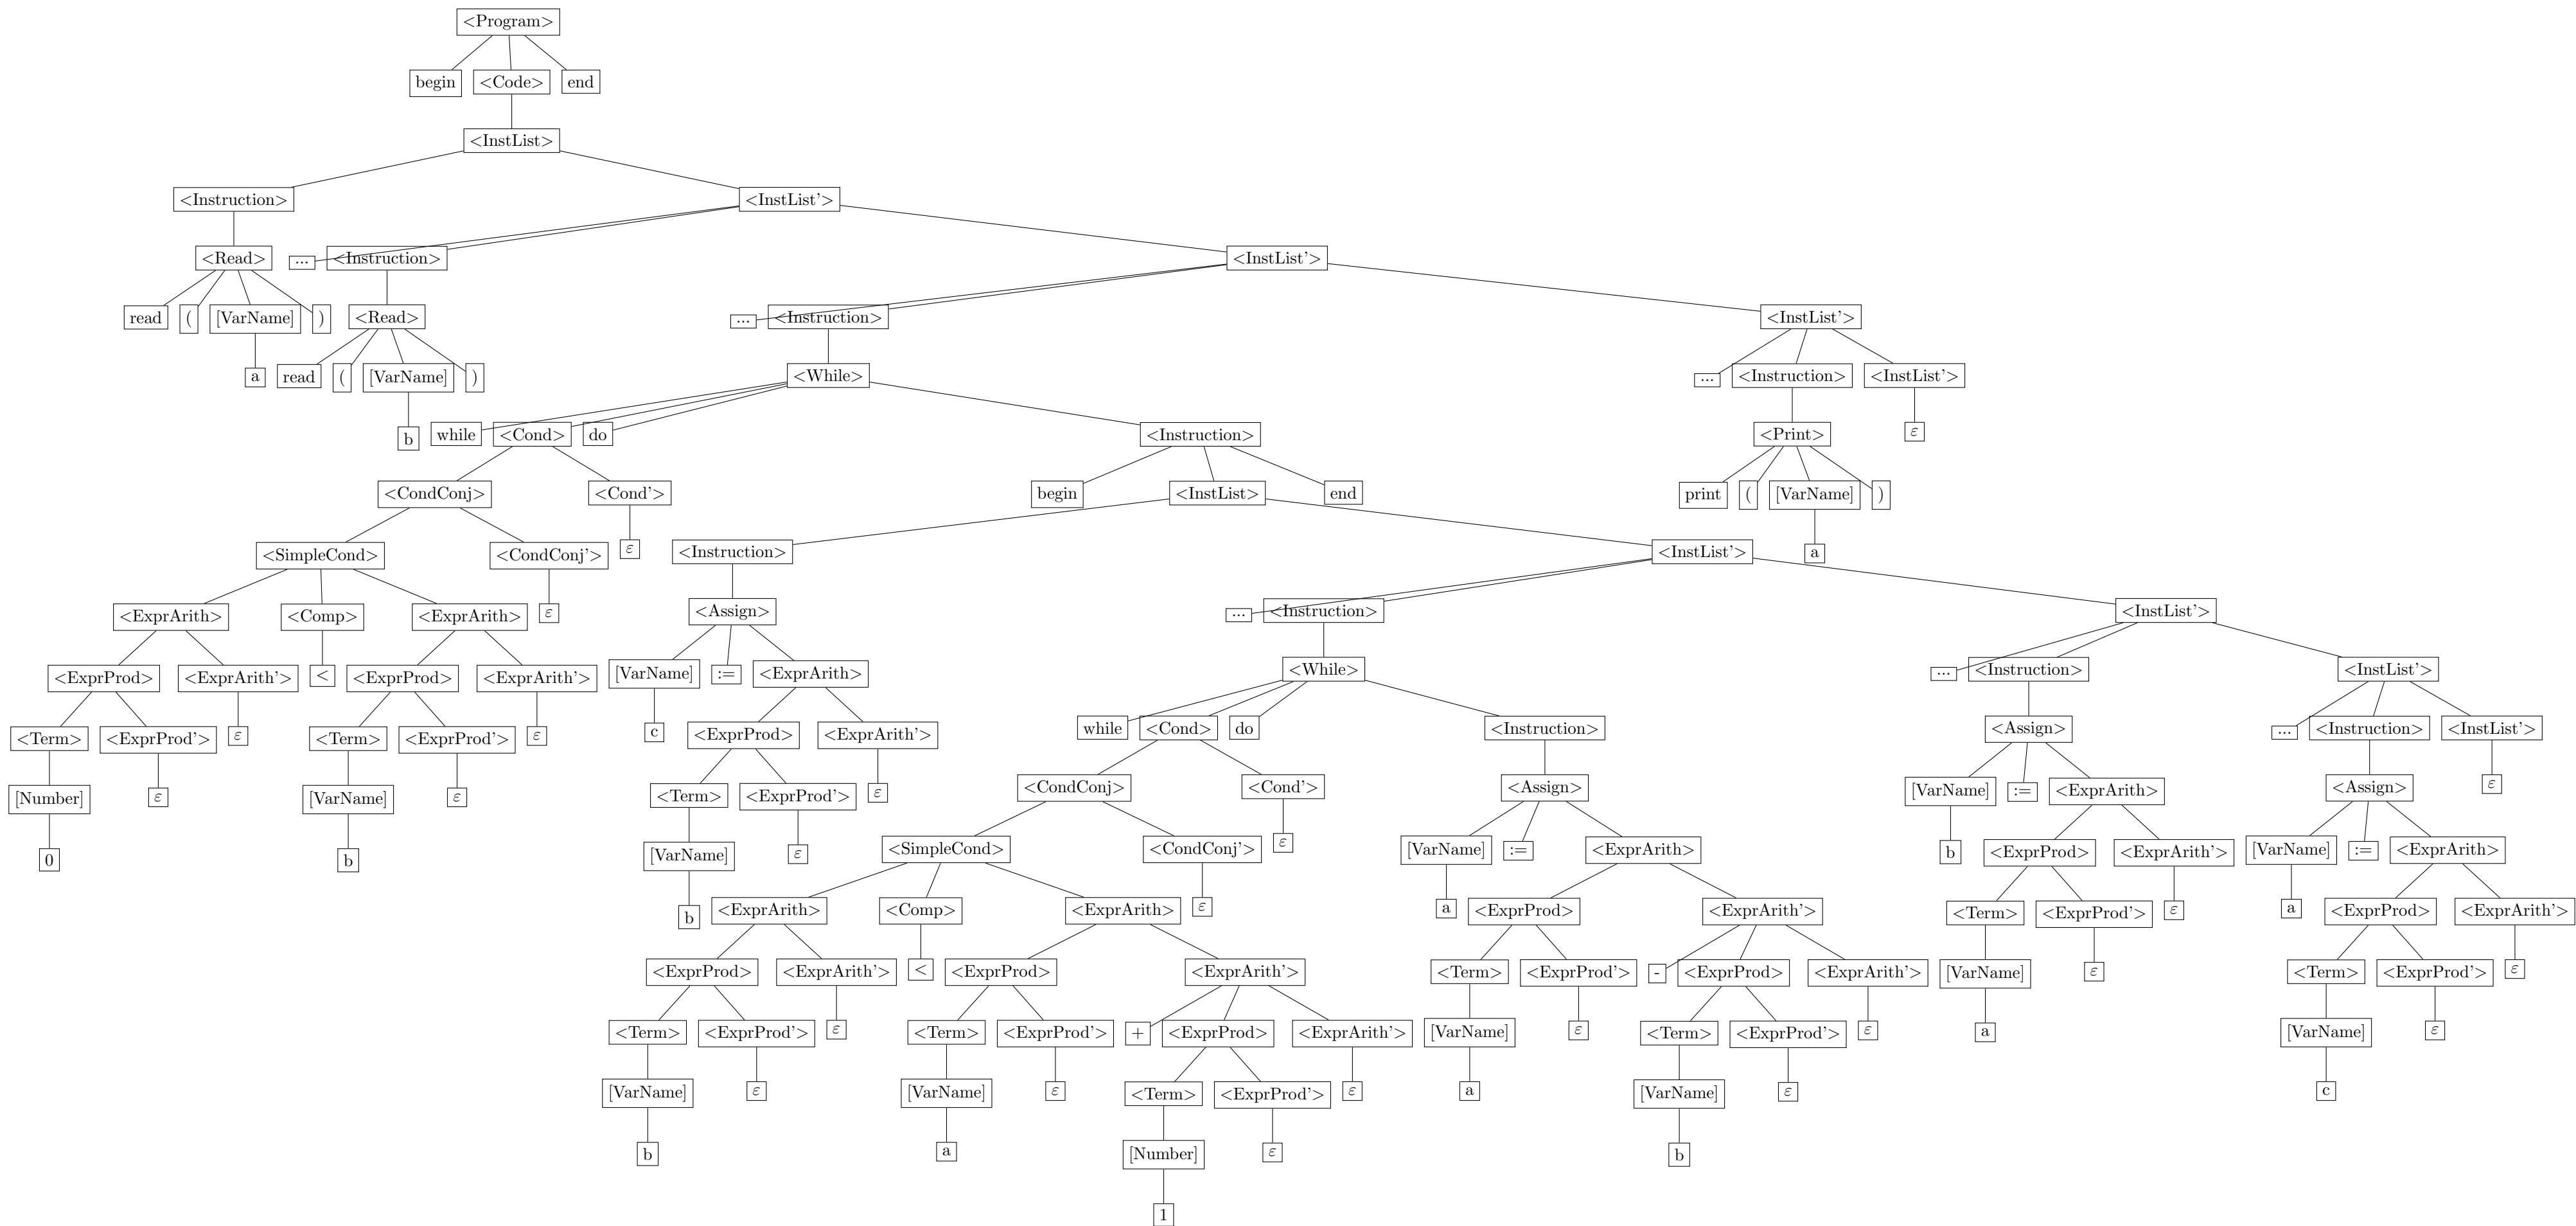 <Program>
begin <Code> end
<InstList>
<Instruction> <InstList'>
<Read> ... <Instruction> <InstList'>
read ( [VarName] ) <Read> ... <Instruction> <InstList'>
a read ( [VarName] ) <While> ... <Instruction> <InstList'>
b while <Cond> do <Instruction> <Print> ε
<CondConj> <Cond'> begin <InstList> end print ( [VarName] )
<SimpleCond> <CondConj'> ε <Instruction> <InstList'> a
<ExprArith> <Comp> <ExprArith> ε <Assign> ... <Instruction> <InstList'>
<ExprProd> <ExprArith'> < <ExprProd> <ExprArith'> [VarName] := <ExprArith> <While> ... <Instruction> <InstList'>
<Term> <ExprProd'> ε <Term> <ExprProd'> ε c <ExprProd> <ExprArith'> while <Cond> do <Instruction> <Assign> ... <Instruction> <InstList'>
[Number] ε [VarName] ε <Term> <ExprProd'> ε <CondConj> <Cond'> <Assign> [VarName] := <ExprArith> <Assign> ε
0 b [VarName] ε <SimpleCond> <CondConj'> ε [VarName] := <ExprArith> b <ExprProd> <ExprArith'> [VarName] := <ExprArith>
b <ExprArith> <Comp> <ExprArith> ε a <ExprProd> <ExprArith'> <Term> <ExprProd'> ε a <ExprProd> <ExprArith'>
<ExprProd> <ExprArith'> < <ExprProd> <ExprArith'> <Term> <ExprProd'> - <ExprProd> <ExprArith'> [VarName] ε <Term> <ExprProd'> ε
<Term> <ExprProd'> ε <Term> <ExprProd'> + <ExprProd> <ExprArith'> [VarName] ε <Term> <ExprProd'> ε a [VarName] ε
[VarName] ε [VarName] ε <Term> <ExprProd'> ε a [VarName] ε c
b a [Number] ε b
1